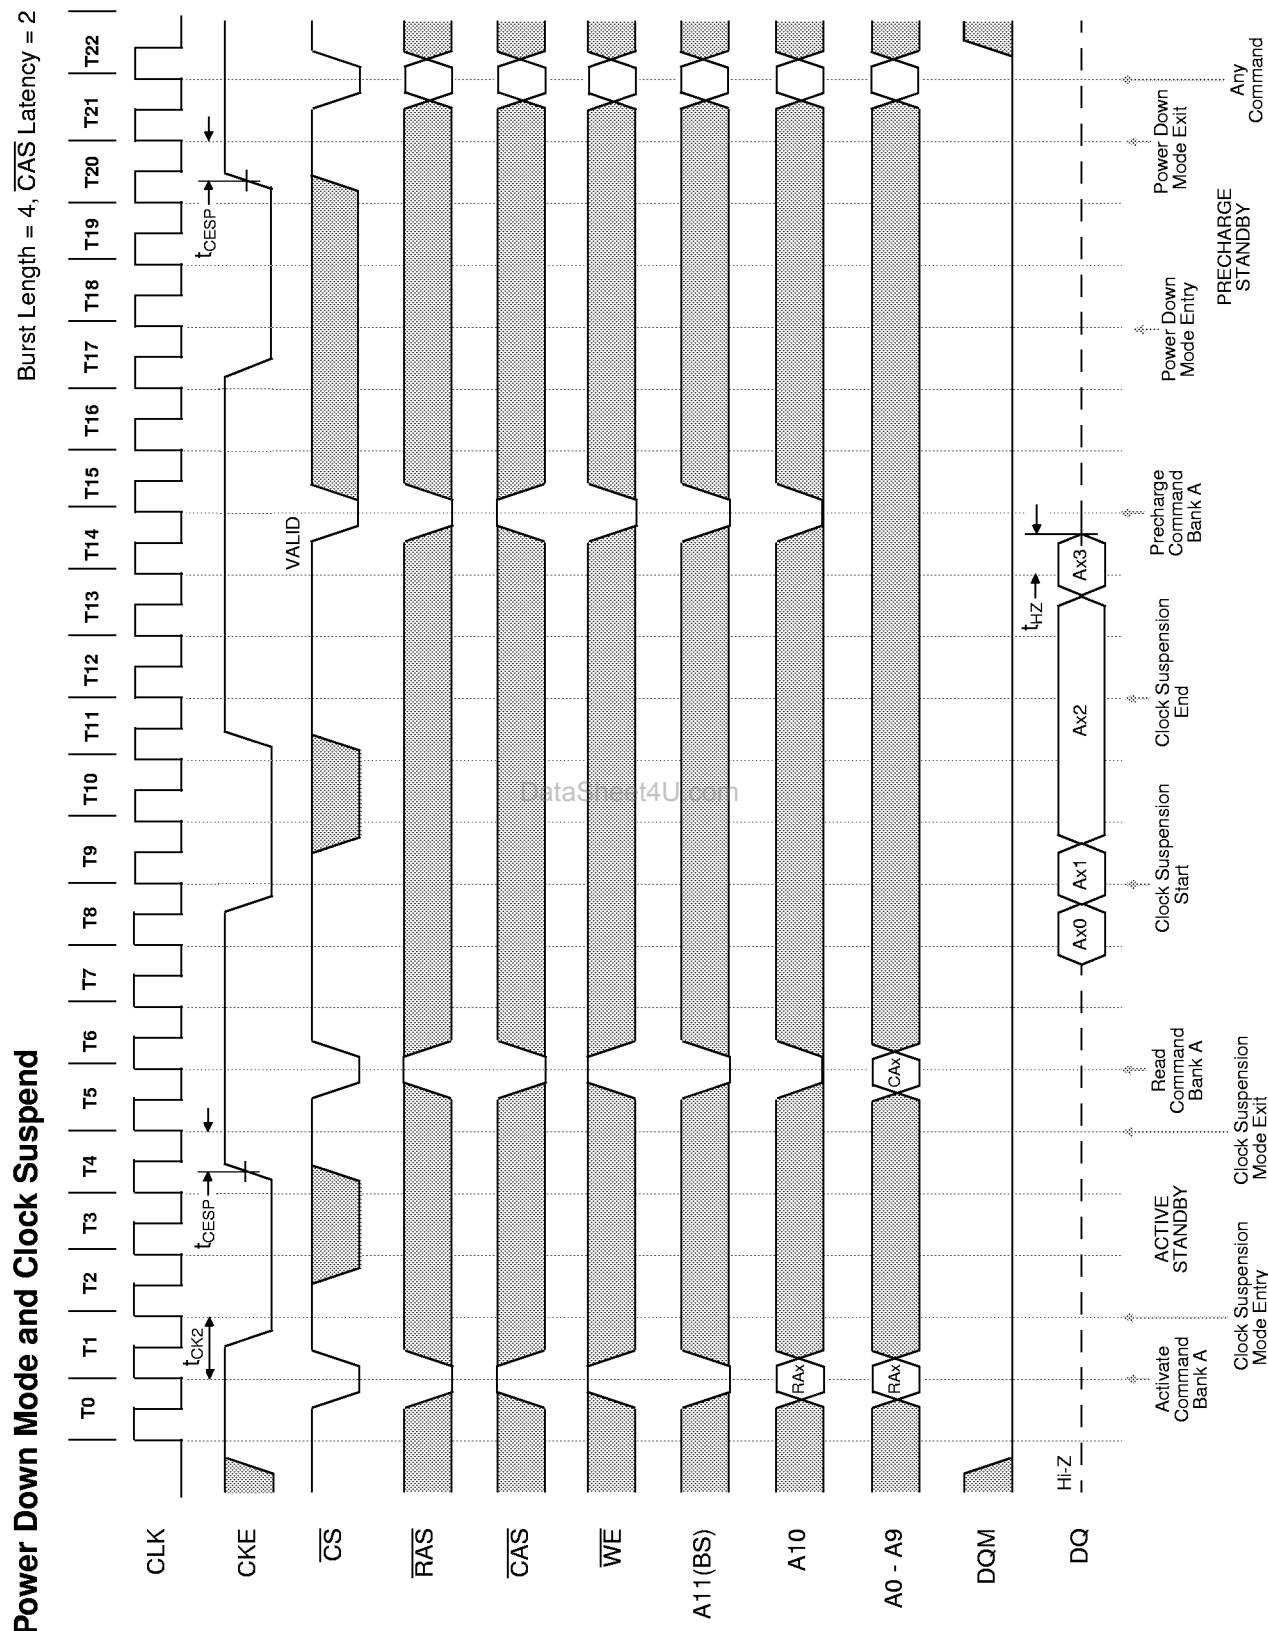 Power Down Mode and Clock Suspend
Burst Length = 4, CAS Latency = 2
T0 T1 T2 T3 T4 T5 T6 T7 T8 T9 T10 T11 T12 T13 T14 T15 T16 T17 T18 T19 T20 T21 T22
CLK
tCK2
tCESP
tCESP
CKE
VALID
CS
RAS
CAS
DataSheet4U.com
WE
A11(BS)
A10
RAx
A0 - A9
RAx
CAx
DQM
tHZ
DQ
Hi-Z
Ax0
Ax1
Ax2
Ax3
Activate
Command
Bank A
Clock Suspension
Mode Entry
ACTIVE
STANDBY
Clock Suspension
Mode Exit
Read
Command
Bank A
Clock Suspension
Start
Clock Suspension
End
Precharge
Command
Bank A
Power Down
Mode Entry
PRECHARGE
STANDBY
Power Down
Mode Exit
Any
Command